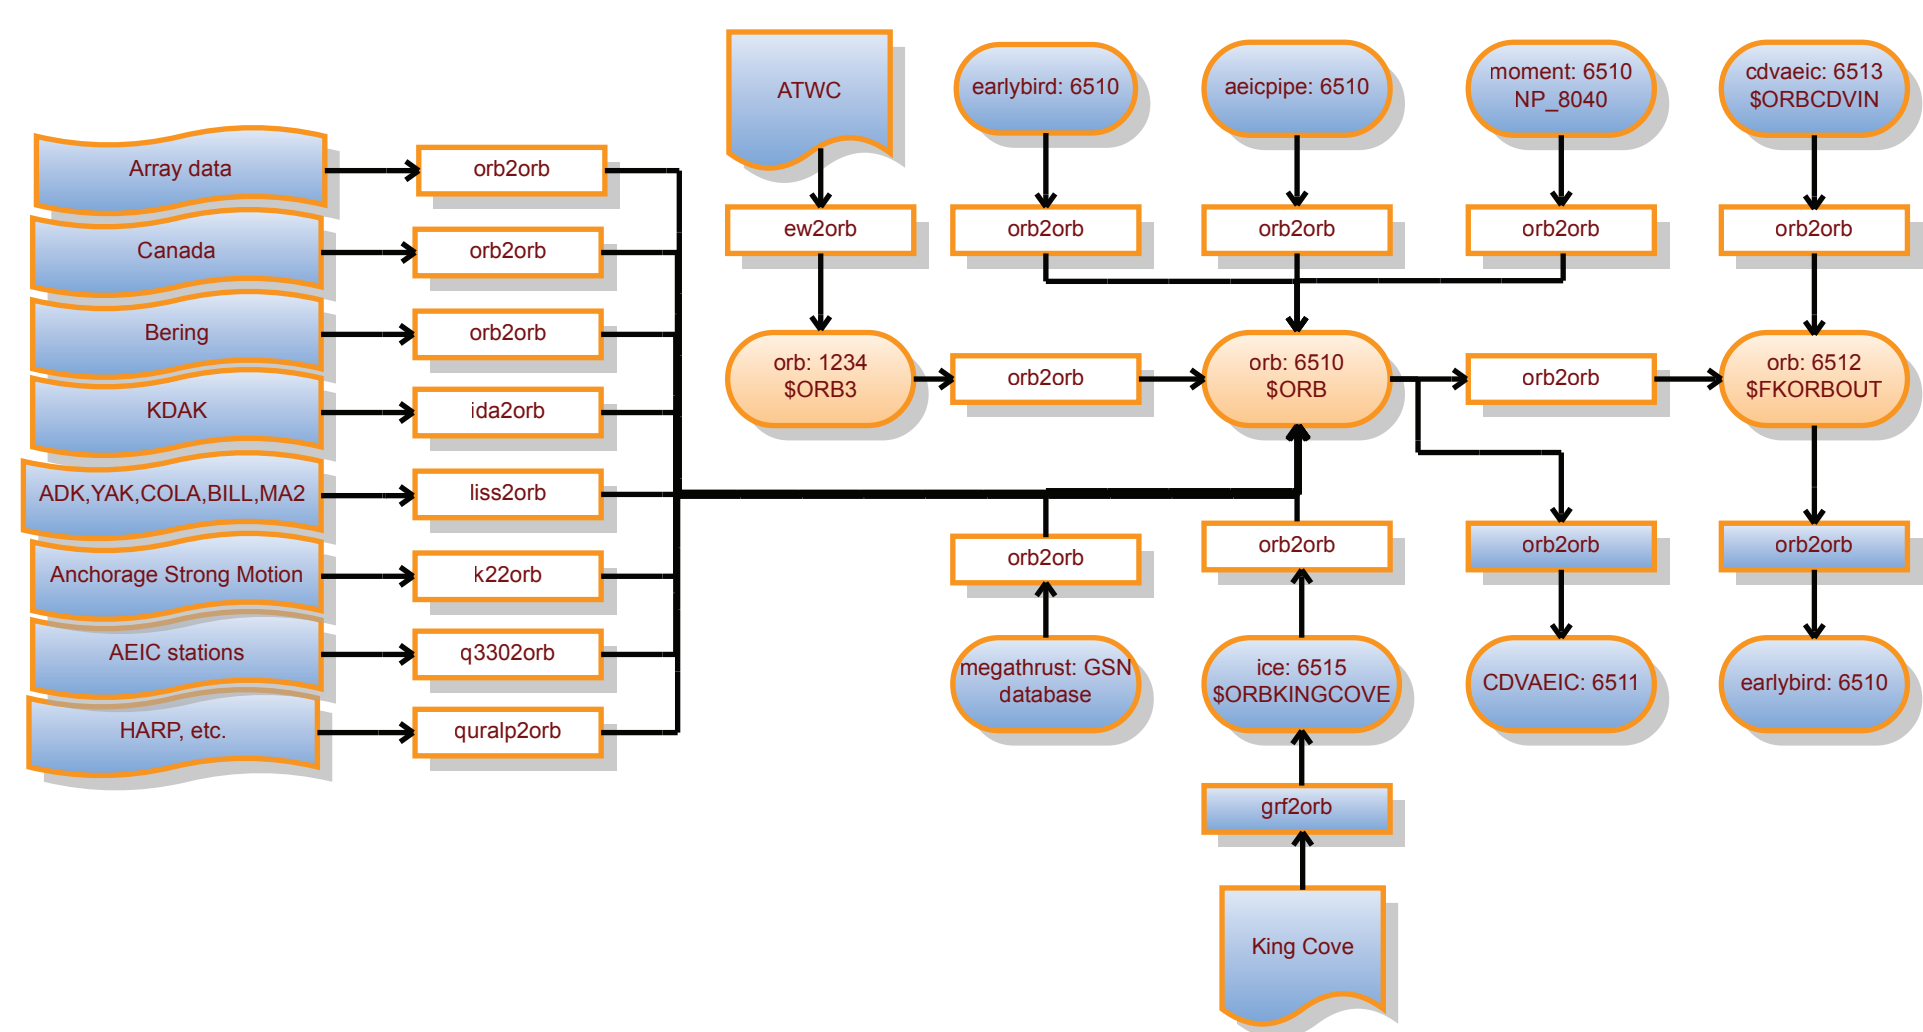 ATWC
earlybird: 6510
aeicpipe: 6510
moment: 6510
NP_8040
cdvaeic: 6513
$ORBCDVIN
Array data
orb2orb
Canada
orb2orb
Bering
orb2orb
KDAK
ida2orb
ADK,YAK,COLA,BILL,MA2
liss2orb
Anchorage Strong Motion
k22orb
AEIC stations
q3302orb
HARP, etc.
quralp2orb
ew2orb
orb2orb
orb2orb
orb2orb
orb2orb
orb: 1234
$ORB3
orb2orb
orb: 6510
$ORB
orb2orb
orb: 6512
$FKORBOUT
orb2orb
orb2orb
orb2orb
orb2orb
megathrust: GSN
database
ice: 6515
$ORBKINGCOVE
CDVAEIC: 6511
earlybird: 6510
grf2orb
King Cove